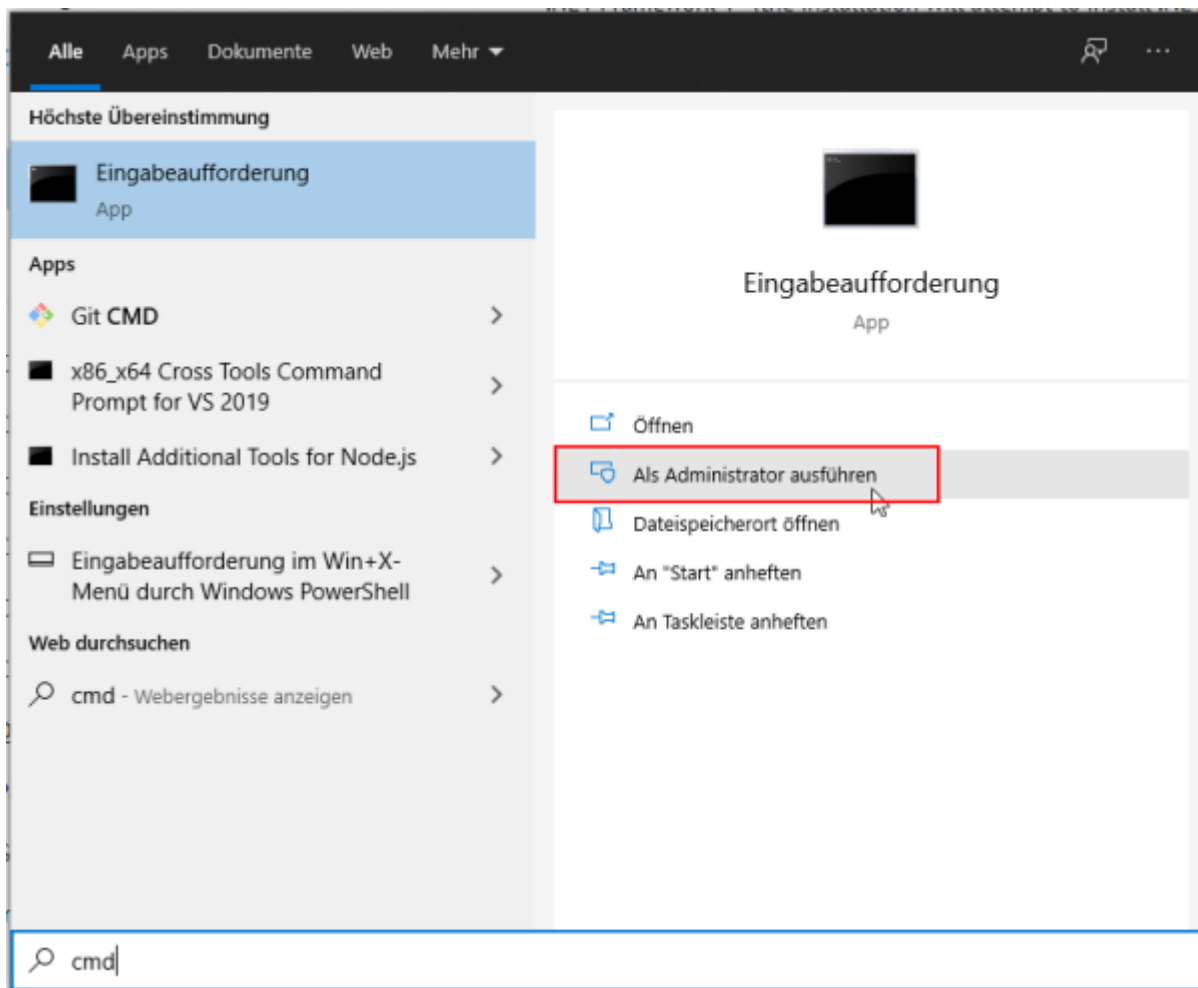 Alle Apps Dokumente Web Mehr
Höchste Übereinstimmung
Eingabeaufforderung
App
Apps
Git CMD
x86_x64 Cross Tools Command
Prompt for VS 2019
Install Additional Tools for Node.js
Einstellungen
Eingabeaufforderung im Win+X-
Menü durch Windows PowerShell
Web durchsuchen
cmd - Webergebnisse anzeigen
Eingabeaufforderung
App
Öffnen
Als Administrator ausführen
Dateispeicherort öffnen
An "Start" anheften
An Taskleiste anheften
cmd